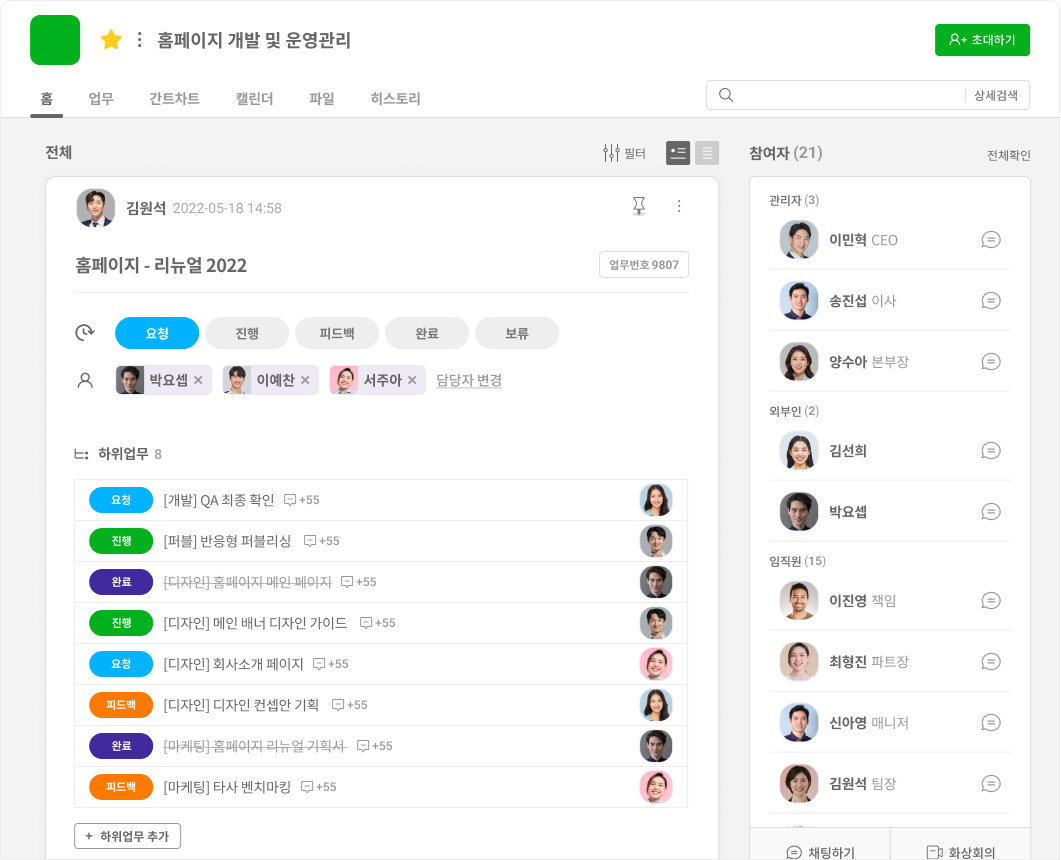 홈페이지 개발 및 운영관리
초대하기
홈 업무 간트차트 캘린더 파일 히스토리
상세검색
전체
필터
김원석 2022-05-18 14:58
홈페이지 - 리뉴얼 2022
업무번호 9807
요청 진행 피드백 완료 보류
박요셉 × 이예찬 × 서주아 × 담당자 변경
하위업무 8
요청 [개발] QA 최종 확인 +55
진행 [퍼블] 반응형 퍼블리싱 +55
완료 [디자인] 홈페이지 메인 페이지 +55
진행 [디자인] 메인 배너 디자인 가이드 +55
요청 [디자인] 회사소개 페이지 +55
피드백 [디자인] 디자인 컨셉안 기획 +55
완료 [마케팅] 홈페이지 리뉴얼 기획서 +55
피드백 [마케팅] 타사 벤치마킹 +55
+ 하위업무 추가
참여자 (21)
전체확인
관리자 (3)
이민혁 CEO
송진섭 이사
양수아 본부장
외부인 (2)
김선희
박요셉
임직원 (15)
이진영 책임
최형진 파트장
신아영 매니저
김원석 팀장
채팅하기 화상회의